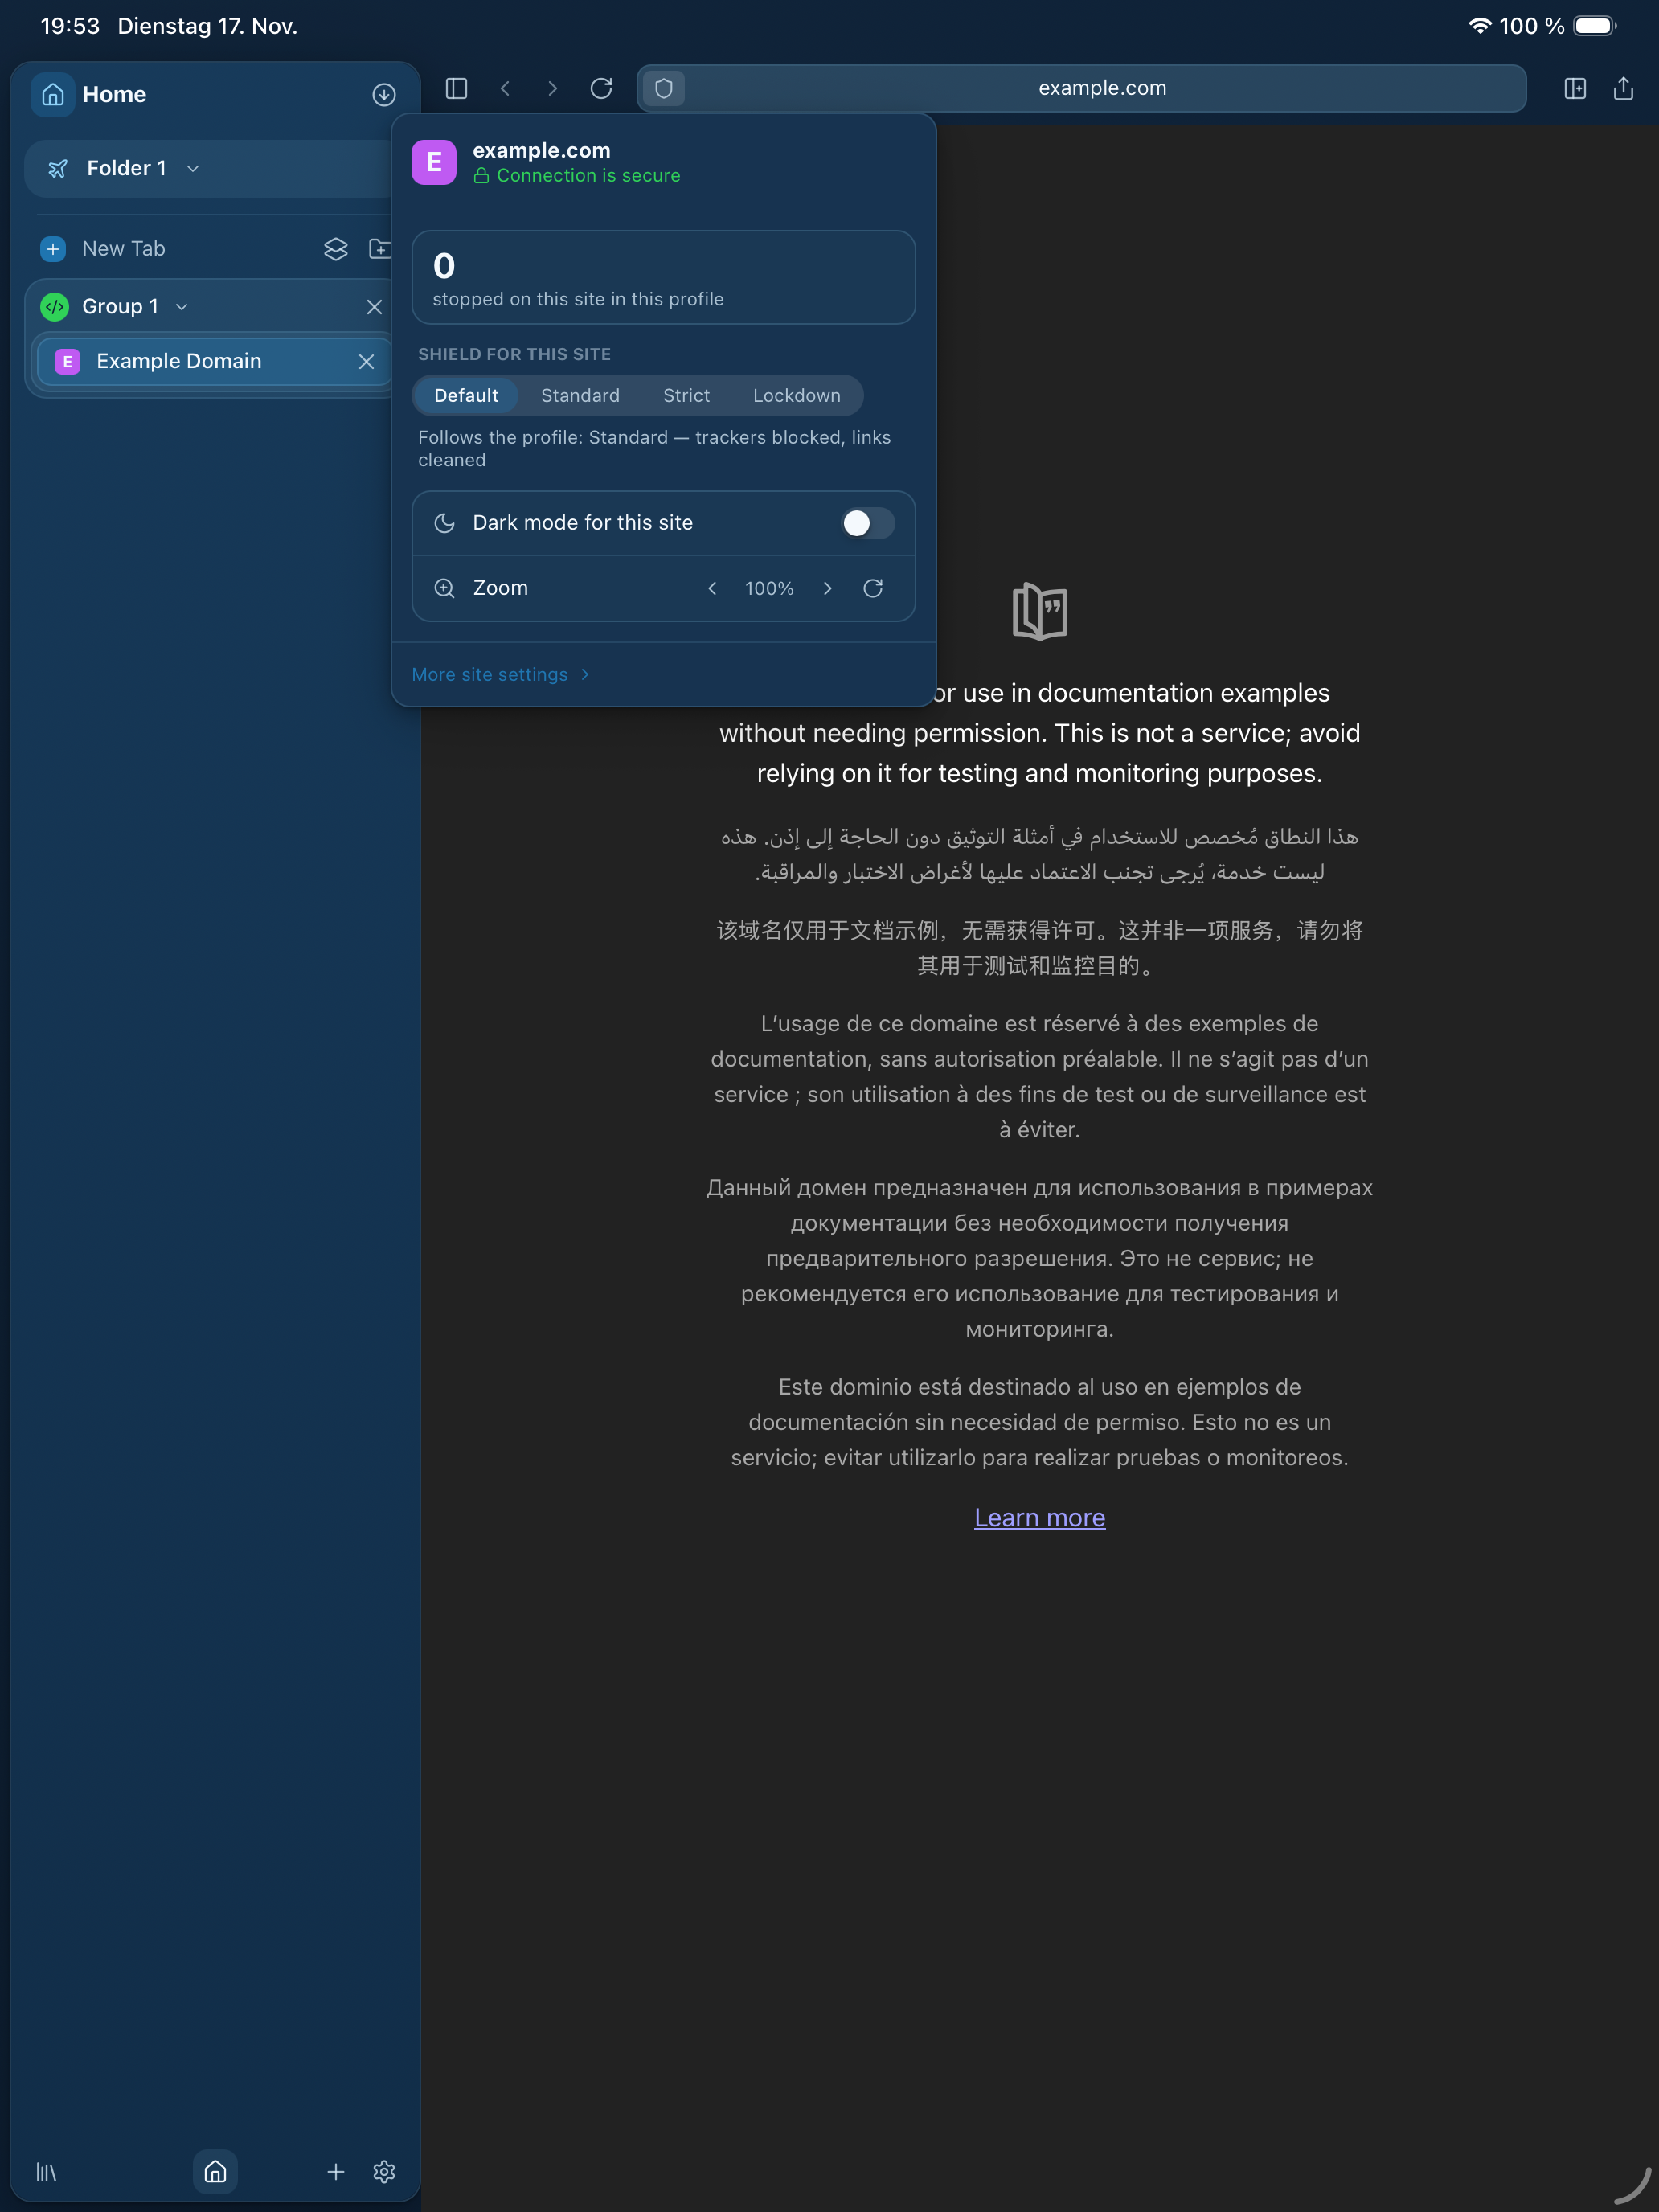 19:53 Dienstag 17. Nov.
100 %
Home
example.com
Folder 1
New Tab
Group 1
E Example Domain
E
example.com
Connection is secure
0
stopped on this site in this profile
SHIELD FOR THIS SITE
Default Standard Strict Lockdown
Follows the profile: Standard — trackers blocked, links
cleaned
Dark mode for this site
Zoom 100%
More site settings
or use in documentation examples
without needing permission. This is not a service; avoid
relying on it for testing and monitoring purposes.
هذا النطاق مُخصص للاستخدام في أمثلة التوثيق دون الحاجة إلى إذن. هذه
ليست خدمة، يُرجى تجنب الاعتماد عليها لأغراض الاختبار والمراقبة.
该域名仅用于文档示例，无需获得许可。这并非一项服务，请勿将
其用于测试和监控目的。
L’usage de ce domaine est réservé à des exemples de
documentation, sans autorisation préalable. Il ne s’agit pas d’un
service ; son utilisation à des fins de test ou de surveillance est
à éviter.
Данный домен предназначен для использования в примерах
документации без необходимости получения
предварительного разрешения. Это не сервис; не
рекомендуется его использование для тестирования и
мониторинга.
Este dominio está destinado al uso en ejemplos de
documentación sin necesidad de permiso. Esto no es un
servicio; evitar utilizarlo para realizar pruebas o monitoreos.
Learn more